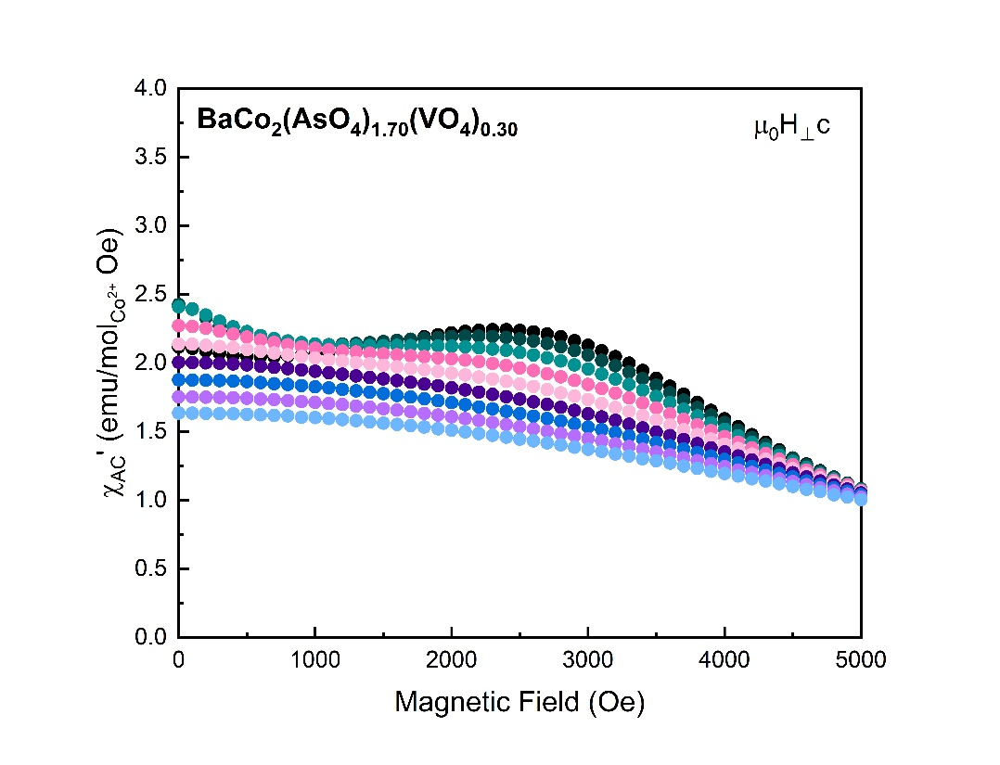 4.0
BaCo₂(AsO₄)₁.₇₀(VO₄)₀.₃₀
μ₀H⊥c
3.5
3.0
2.5
2.0
1.5
1.0
0.5
0.0
χAC' (emu/molCo²⁺ Oe)
0 1000 2000 3000 4000 5000
Magnetic Field (Oe)